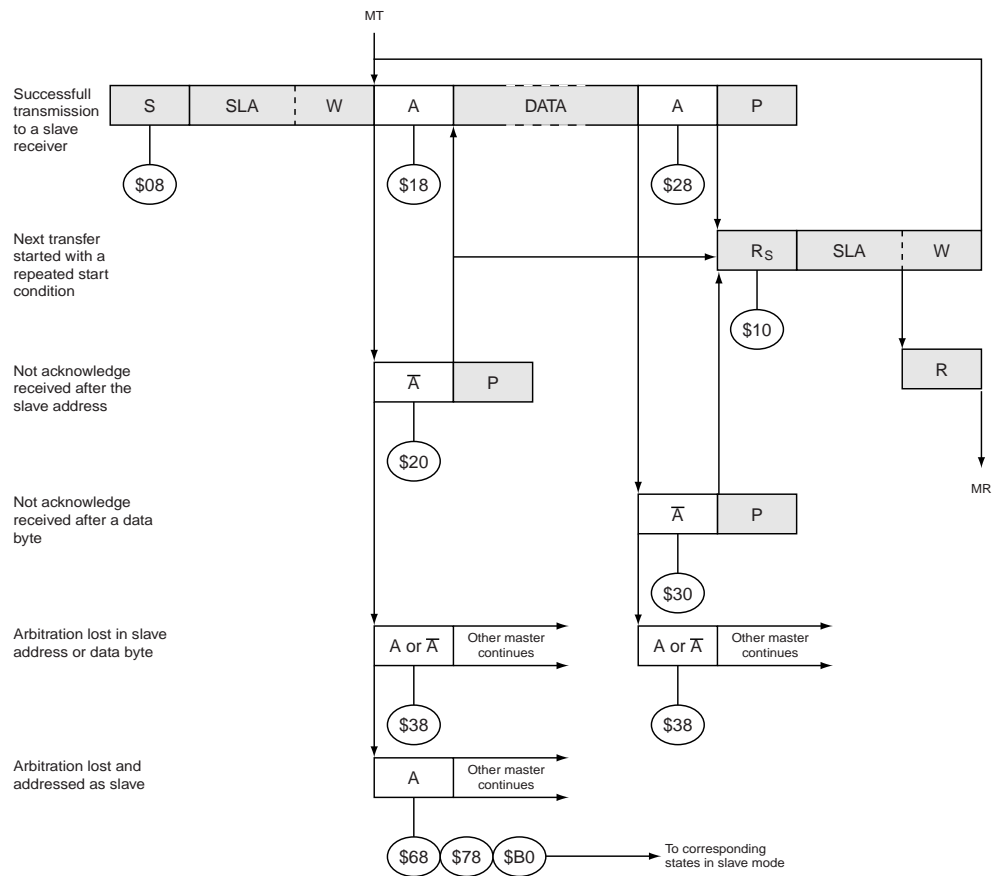 MT
Successfull
transmission
to a slave
receiver
S SLA W A DATA A P
$08 $18 $28
Next transfer
started with a
repeated start
condition
RS SLA W
$10
Not acknowledge
received after the
slave address
A̅ P
R
$20
MR
Not acknowledge
received after a data
byte
A̅ P
$30
Arbitration lost in slave
address or data byte
A or A̅
Other master
continues
A or A̅
Other master
continues
$38 $38
Arbitration lost and
addressed as slave
A
Other master
continues
$68 $78 $B0
To corresponding
states in slave mode